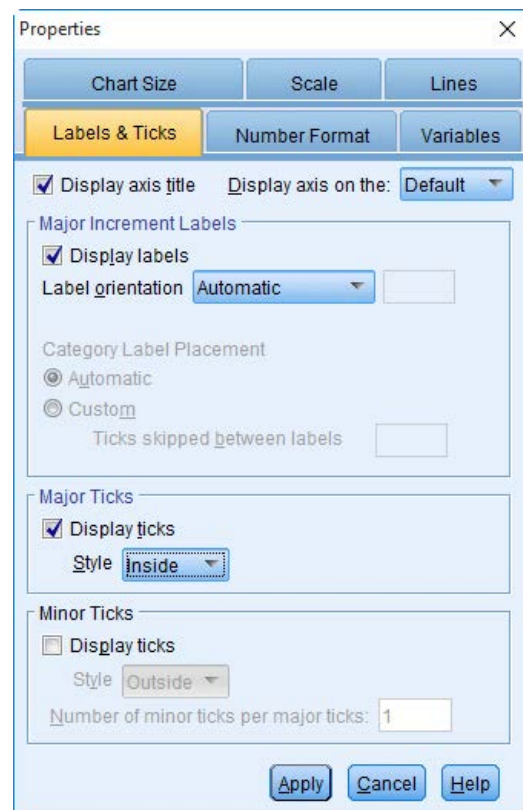 Properties
Chart Size Scale Lines
Labels & Ticks Number Format Variables
Display axis title Display axis on the: Default
Major Increment Labels
Display labels
Label orientation Automatic
Category Label Placement
Automatic
Custom
Ticks skipped between labels
Major Ticks
Display ticks
Style Inside
Minor Ticks
Display ticks
Style Outside
Number of minor ticks per major ticks: 1
Apply Cancel Help